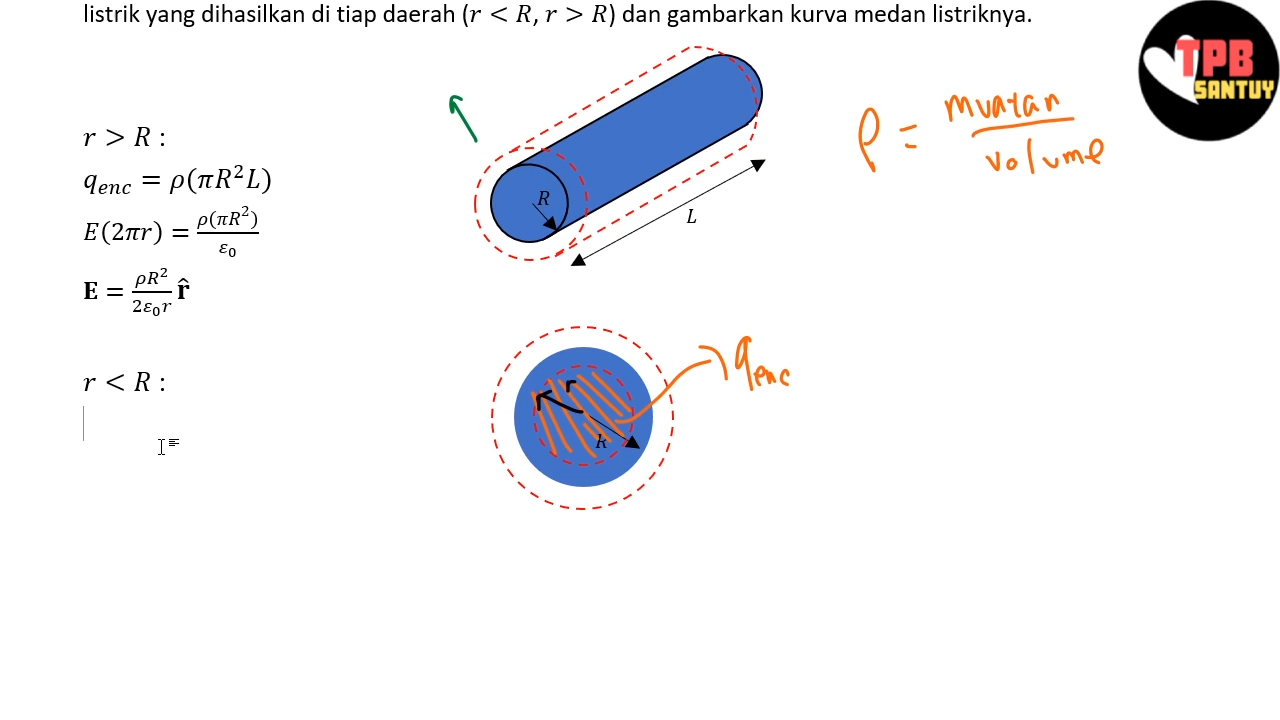 listrik yang dihasilkan di tiap daerah (r < R, r > R) dan gambarkan kurva medan listriknya.
TPB
SANTUY
ρ = muatan / volume
r > R :
q_enc = ρ(πR²L)
E(2πr) = ρ(πR²) / ε₀
𝐄 = ρR² / 2ε₀r r̂
R
L
r < R :
r
R
q_enc